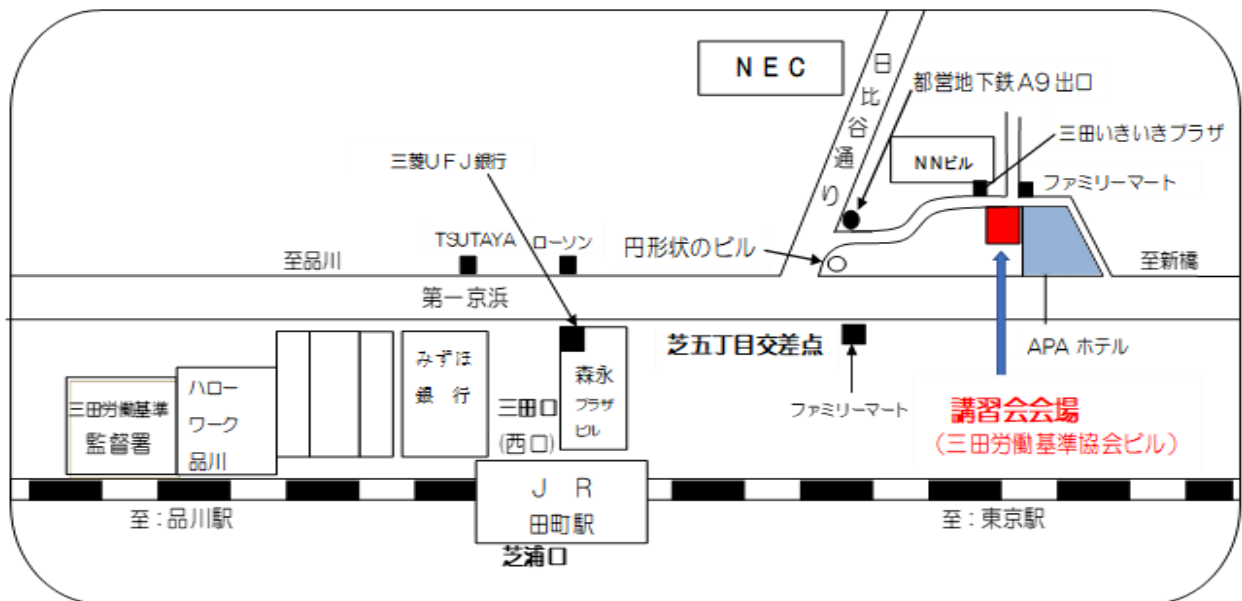 NEC
日比谷通り
都営地下鉄A9出口
三田いきいきプラザ
NNビル
ファミリーマート
三菱UFJ銀行
TSUTAYA
ローソン
円形状のビル
至品川
至新橋
第一京浜
芝五丁目交差点
APA ホテル
みずほ
銀 行
森永
プラザ
ビル
三田口
(西口)
ファミリーマート
講習会会場
(三田労働基準協会ビル)
三田労働基準
監督署
ハロー
ワーク
品川
J R
田町駅
至:品川駅
至:東京駅
芝浦口